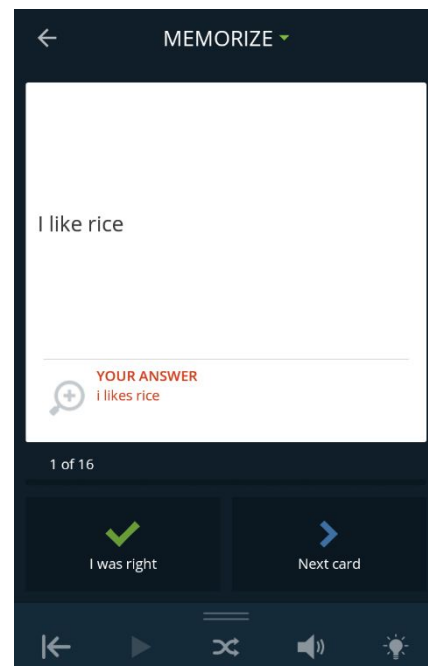 MEMORIZE
I like rice
YOUR ANSWER
i likes rice
1 of 16
I was right
Next card